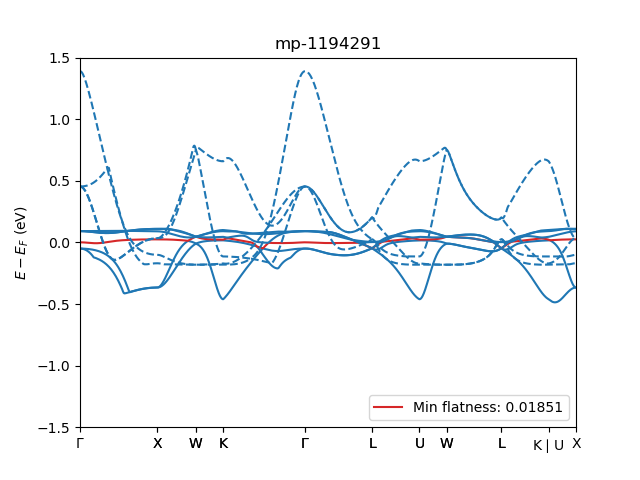 mp-1194291
E − E_F (eV)
1.5
1.0
0.5
0.0
−0.5
−1.0
−1.5
Min flatness: 0.01851
Γ X W K Γ L U W L K | U X